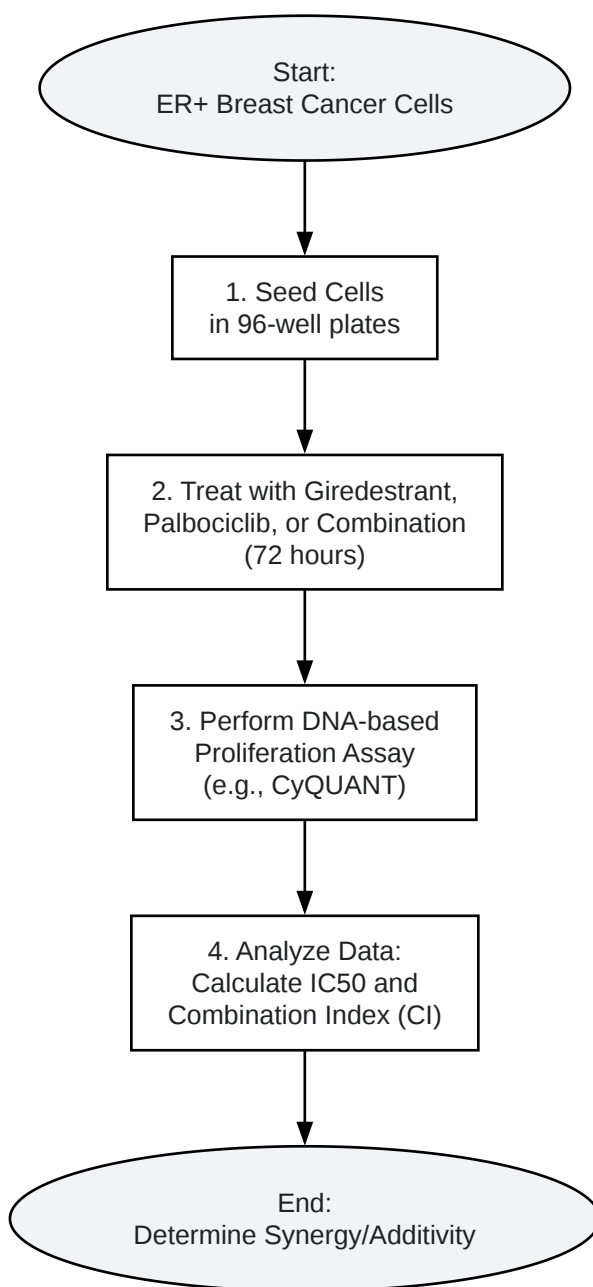 Start:
ER+ Breast Cancer Cells
1. Seed Cells
in 96-well plates
2. Treat with Giredestrant,
Palbociclib, or Combination
(72 hours)
3. Perform DNA-based
Proliferation Assay
(e.g., CyQUANT)
4. Analyze Data:
Calculate IC50 and
Combination Index (CI)
End:
Determine Synergy/Additivity